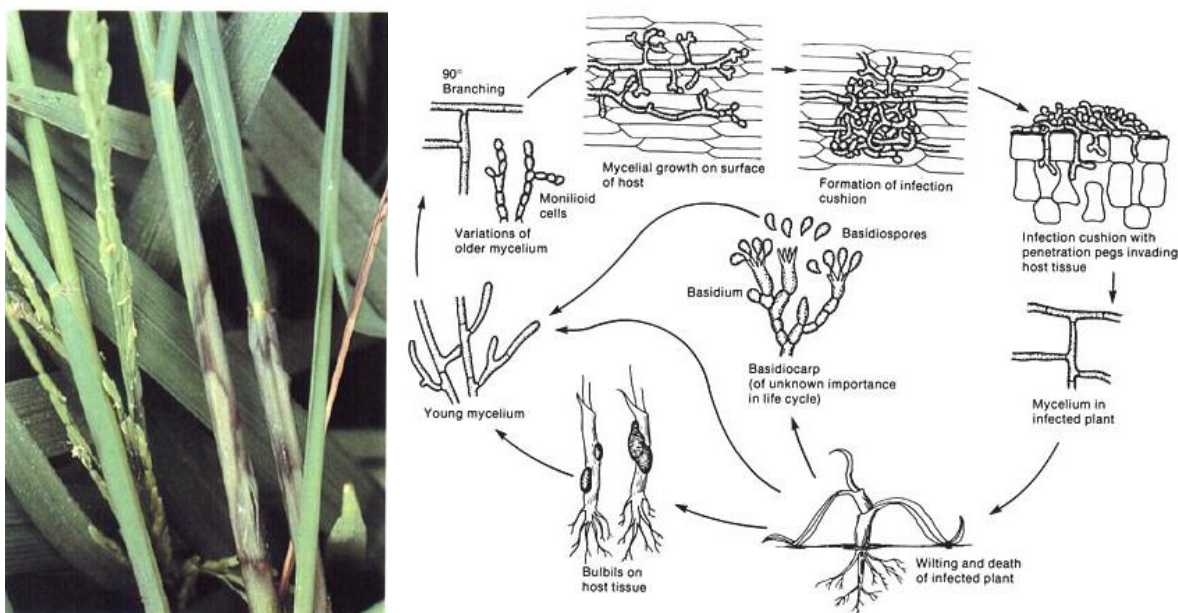 90°
Branching
Monilioid
cells
Variations of
older mycelium
Mycelial growth on surface
of host
Formation of infection
cushion
Infection cushion with
penetration pegs invading
host tissue
Basidiospores
Basidium
Basidiocarp
(of unknown importance
in life cycle)
Young mycelium
Mycelium in
infected plant
Bulbils on
host tissue
Wilting and death
of infected plant